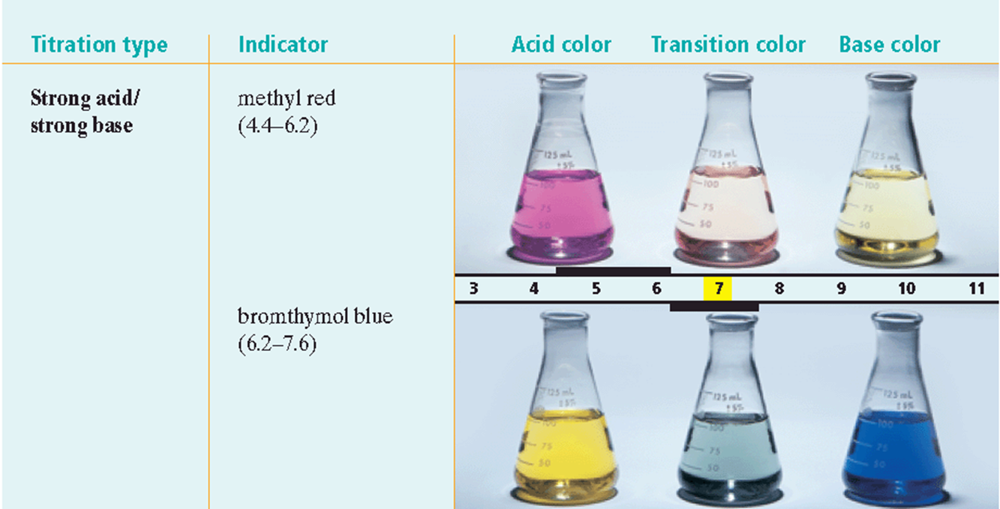 Titration type Indicator Acid color Transition color Base color
Strong acid/
strong base
methyl red
(4.4–6.2)
125 mL
±5%
100
75
50
125 mL
±5%
100
75
50
125 mL
±5%
100
75
50
3 4 5 6 7 8 9 10 11
bromthymol blue
(6.2–7.6)
125 mL
±5%
100
75
50
125 mL
±5%
100
75
50
125 mL
±5%
100
75
50